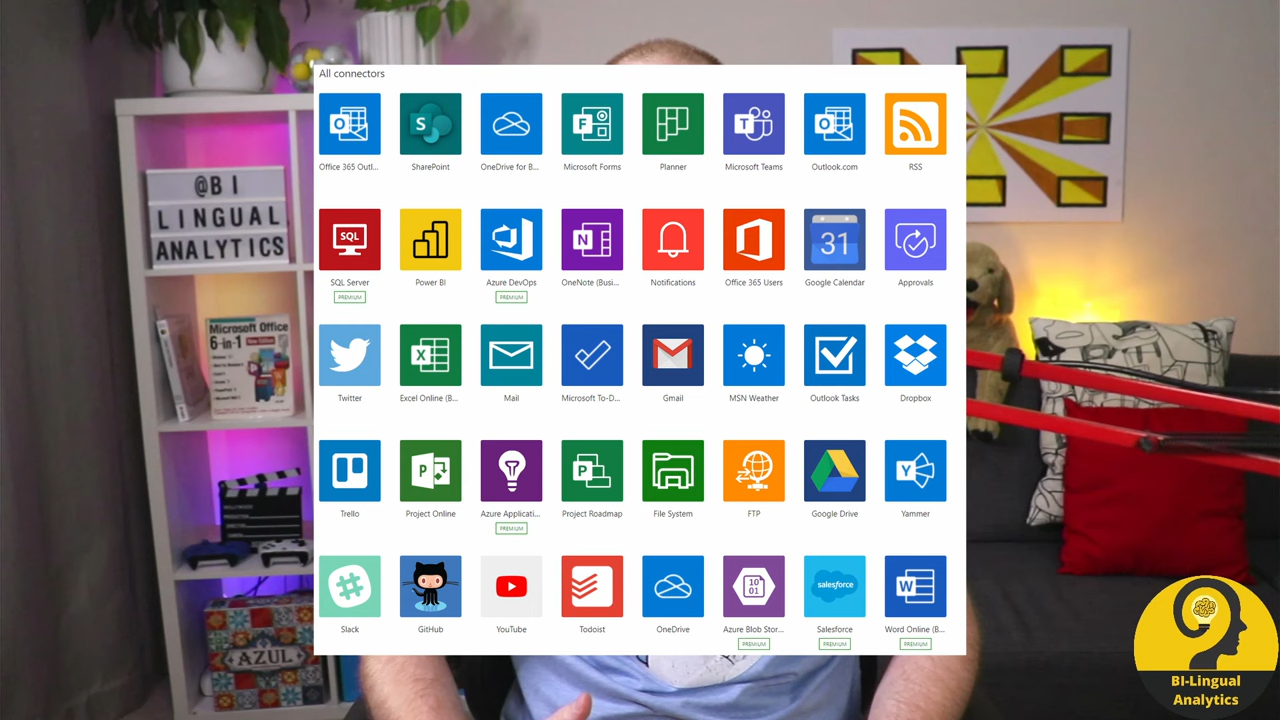 All connectors
Office 365 Outl...
SharePoint
OneDrive for B...
Microsoft Forms
Planner
Microsoft Teams
Outlook.com
RSS
SQL
31
SQL Server
Power BI
Azure DevOps
OneNote (Busi...
Notifications
Office 365 Users
Google Calendar
Approvals
PREMIUM
PREMIUM
Twitter
Excel Online (B...
Mail
Microsoft To-D...
Gmail
MSN Weather
Outlook Tasks
Dropbox
Trello
Project Online
Azure Applicati...
Project Roadmap
File System
FTP
Google Drive
Yammer
PREMIUM
10
01
salesforce
Slack
GitHub
YouTube
Todoist
OneDrive
Azure Blob Stor...
Salesforce
Word Online (B...
PREMIUM
PREMIUM
PREMIUM
@BI
LINGUAL
ANALYTICS
Microsoft Office
6-in-1
AZUL
BI-Lingual
Analytics